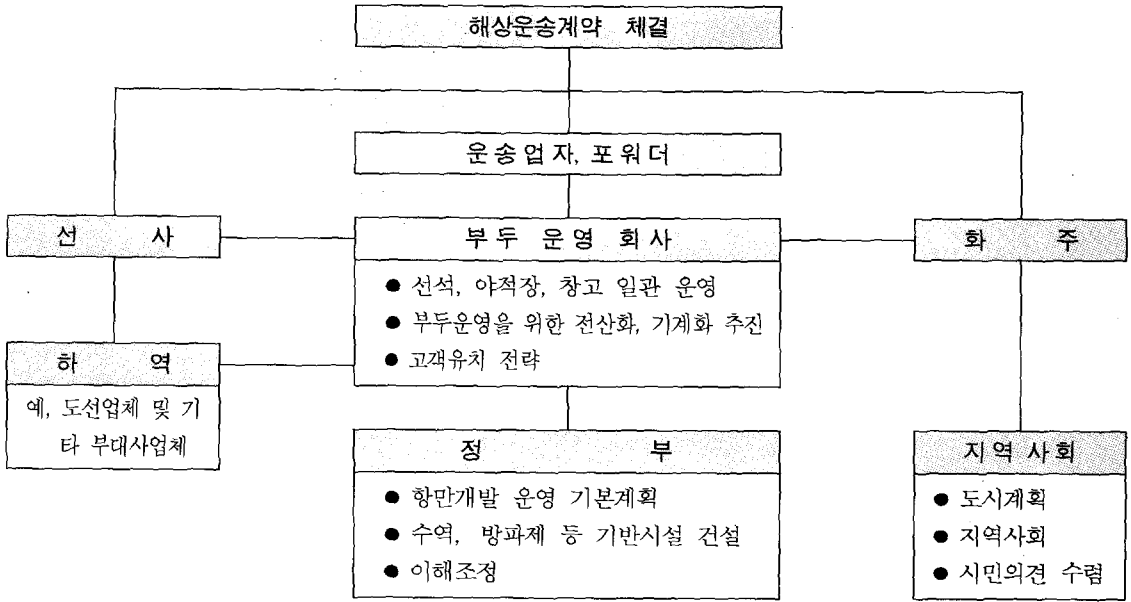 해상운송계약 체결
운송업자, 포워더
선 사
부두 운영 회사
화 주
● 선석, 야적장, 창고 일관 운영
● 부두운영을 위한 전산화, 기계화 추진
● 고객유치 전략
하 역
예, 도선업체 및 기
타 부대사업체
정 부
● 항만개발 운영 기본계획
● 수역, 방파제 등 기반시설 건설
● 이해조정
지역 사회
● 도시계획
● 지역사회
● 시민의견 수렴